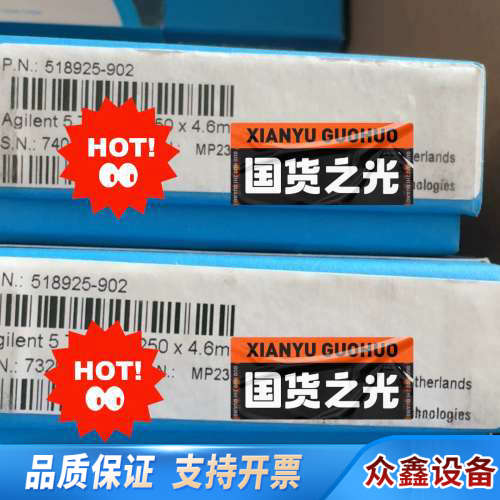 P.N.: 518925-902
Agilent 5 50 x 4.6m
S.N.: 740 MP23
HOT!
XIANYU GUOHUO
国货之光
therlands
hnologies
N.: 518925-902
gilent 5 250 x 4.6m
N.: 732 N.: MP23
HOT!
XIANYU GUOHUO
国货之光
therlands
hnologies
品质保证 支持开票
众鑫设备